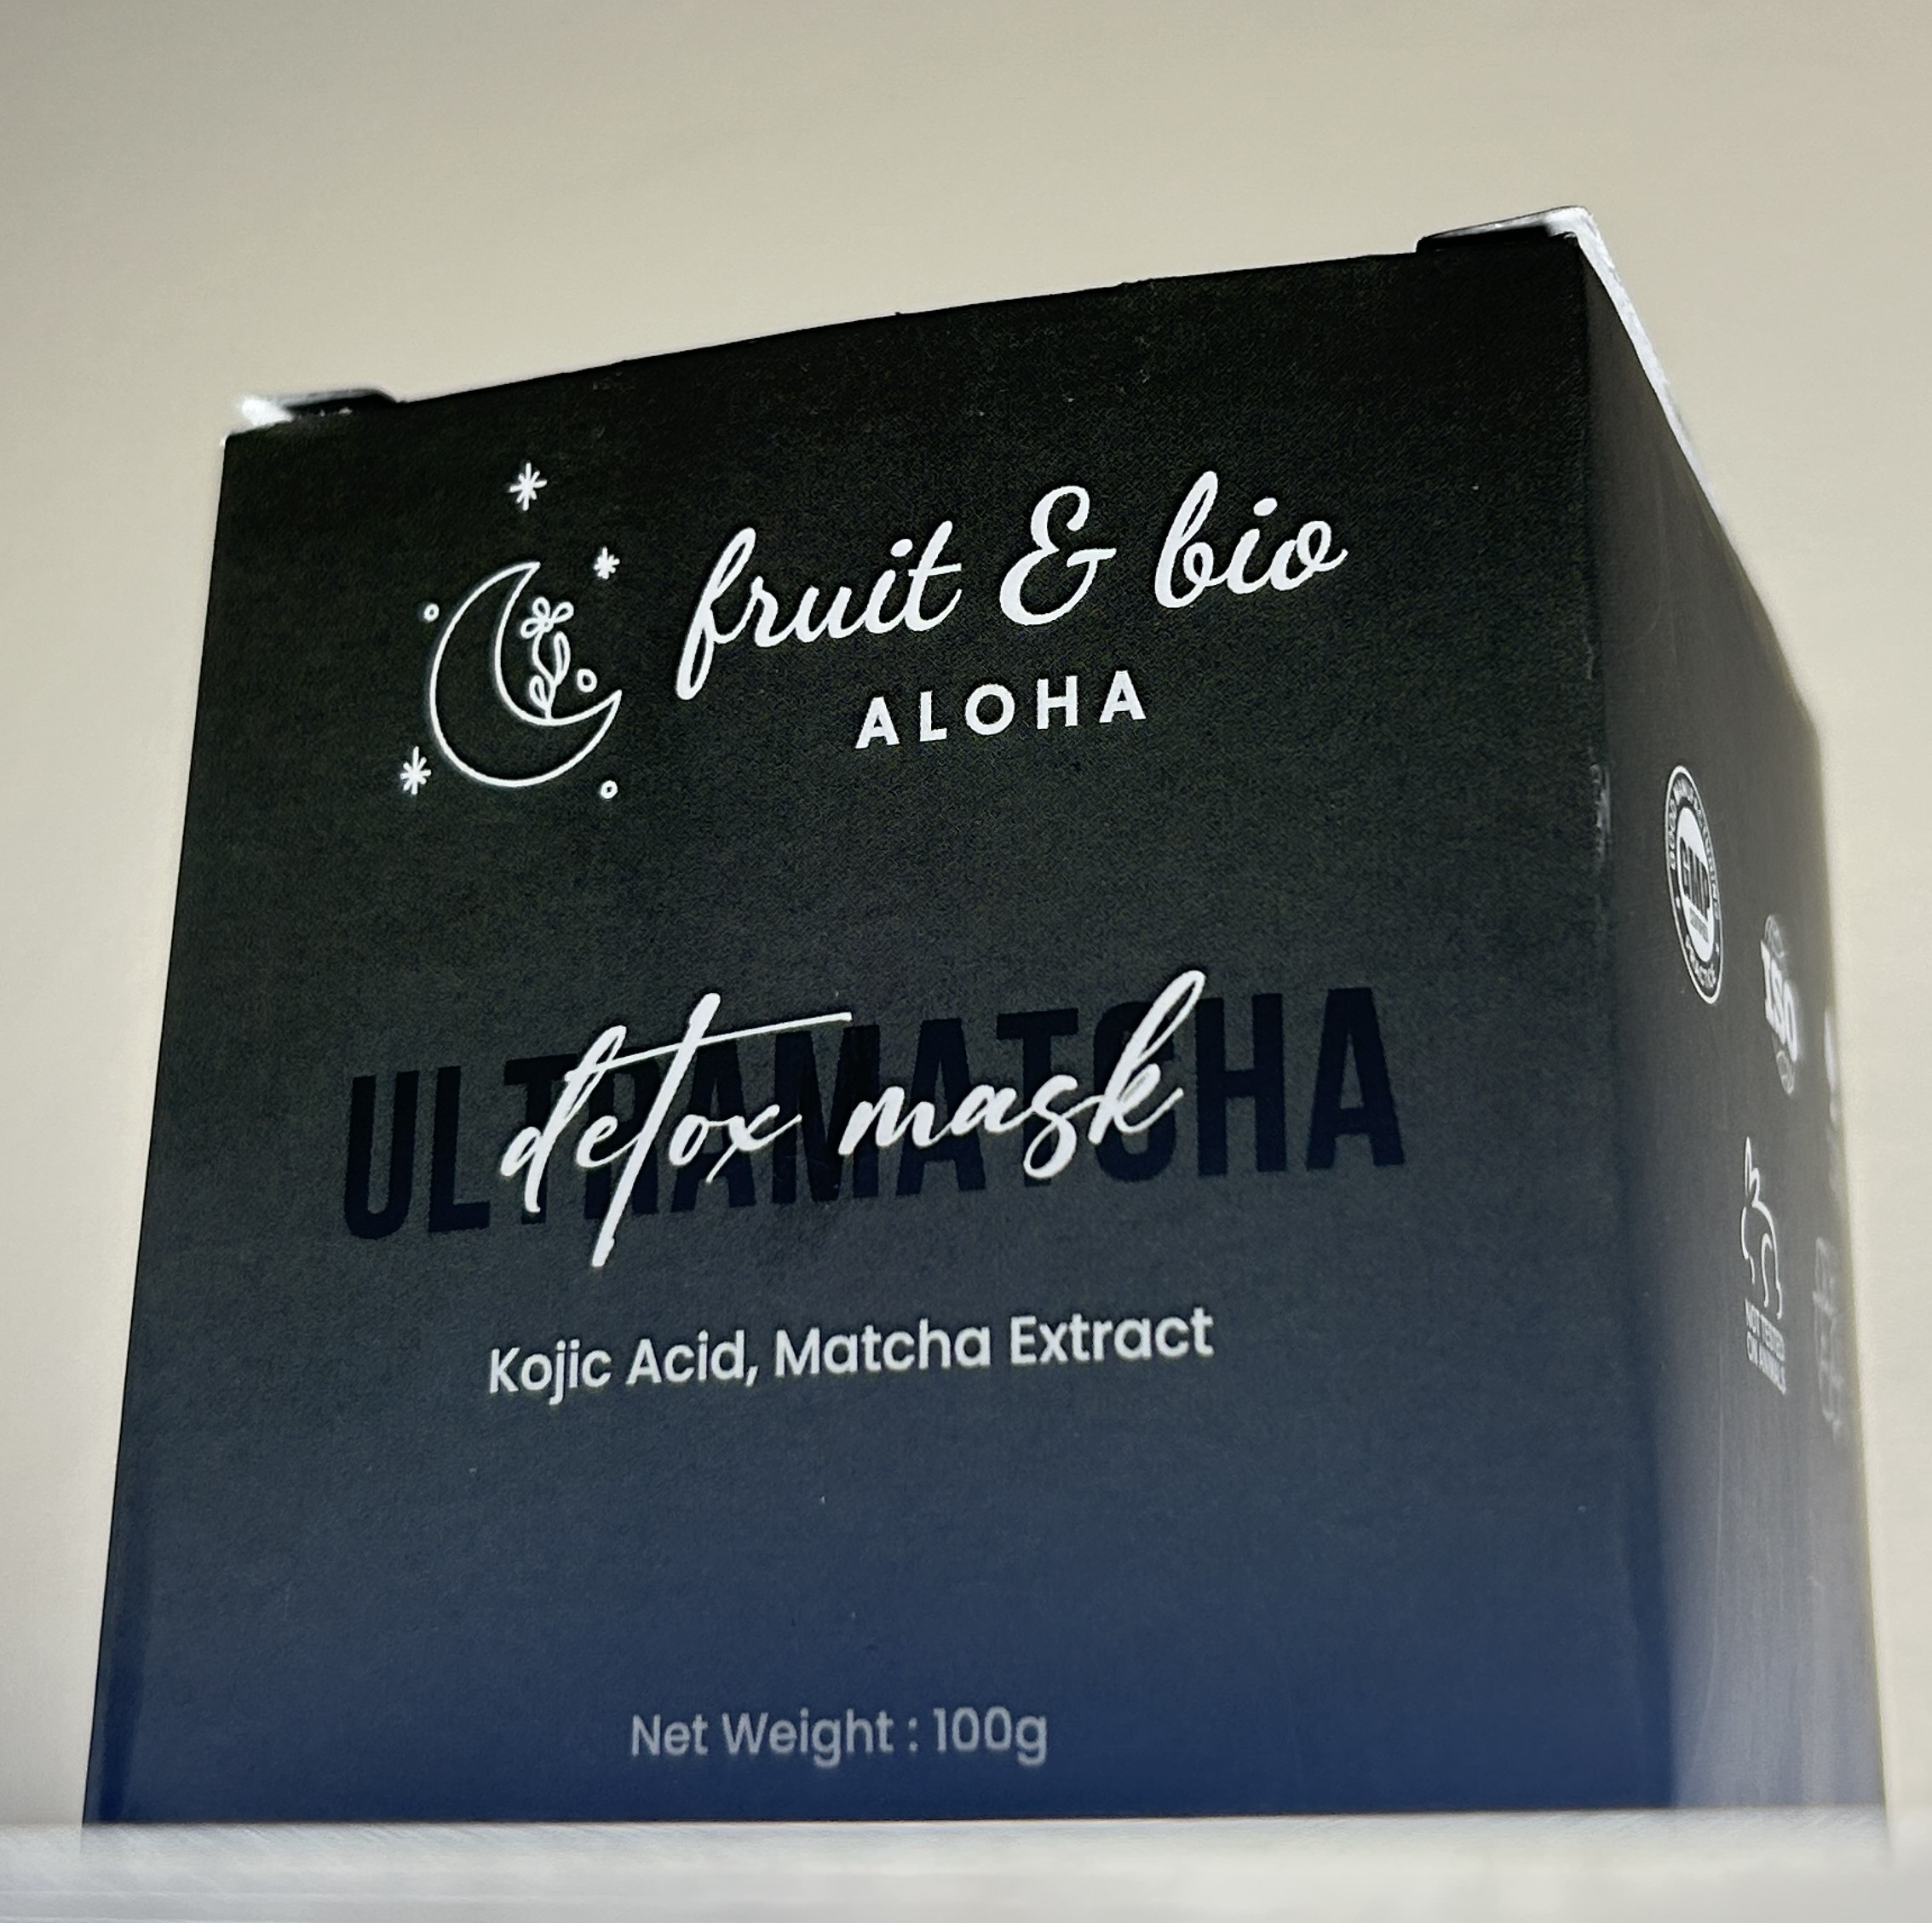 fruit & bio
ALOHA
ULTRAMATCHA
detox mask
Kojic Acid, Matcha Extract
Net Weight : 100g
GMP
ISO
NOT TESTED
ON ANIMALS